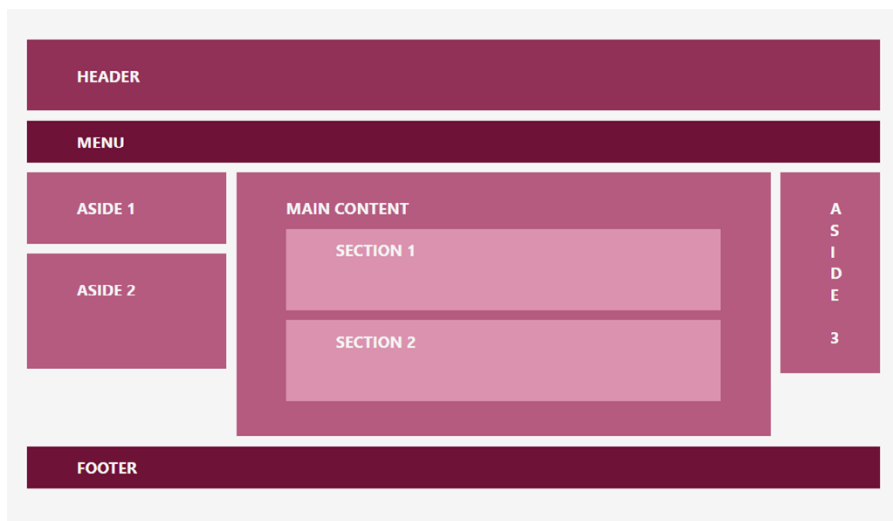 HEADER
MENU
ASIDE 1
ASIDE 2
MAIN CONTENT
SECTION 1
SECTION 2
A
S
I
D
E
3
FOOTER